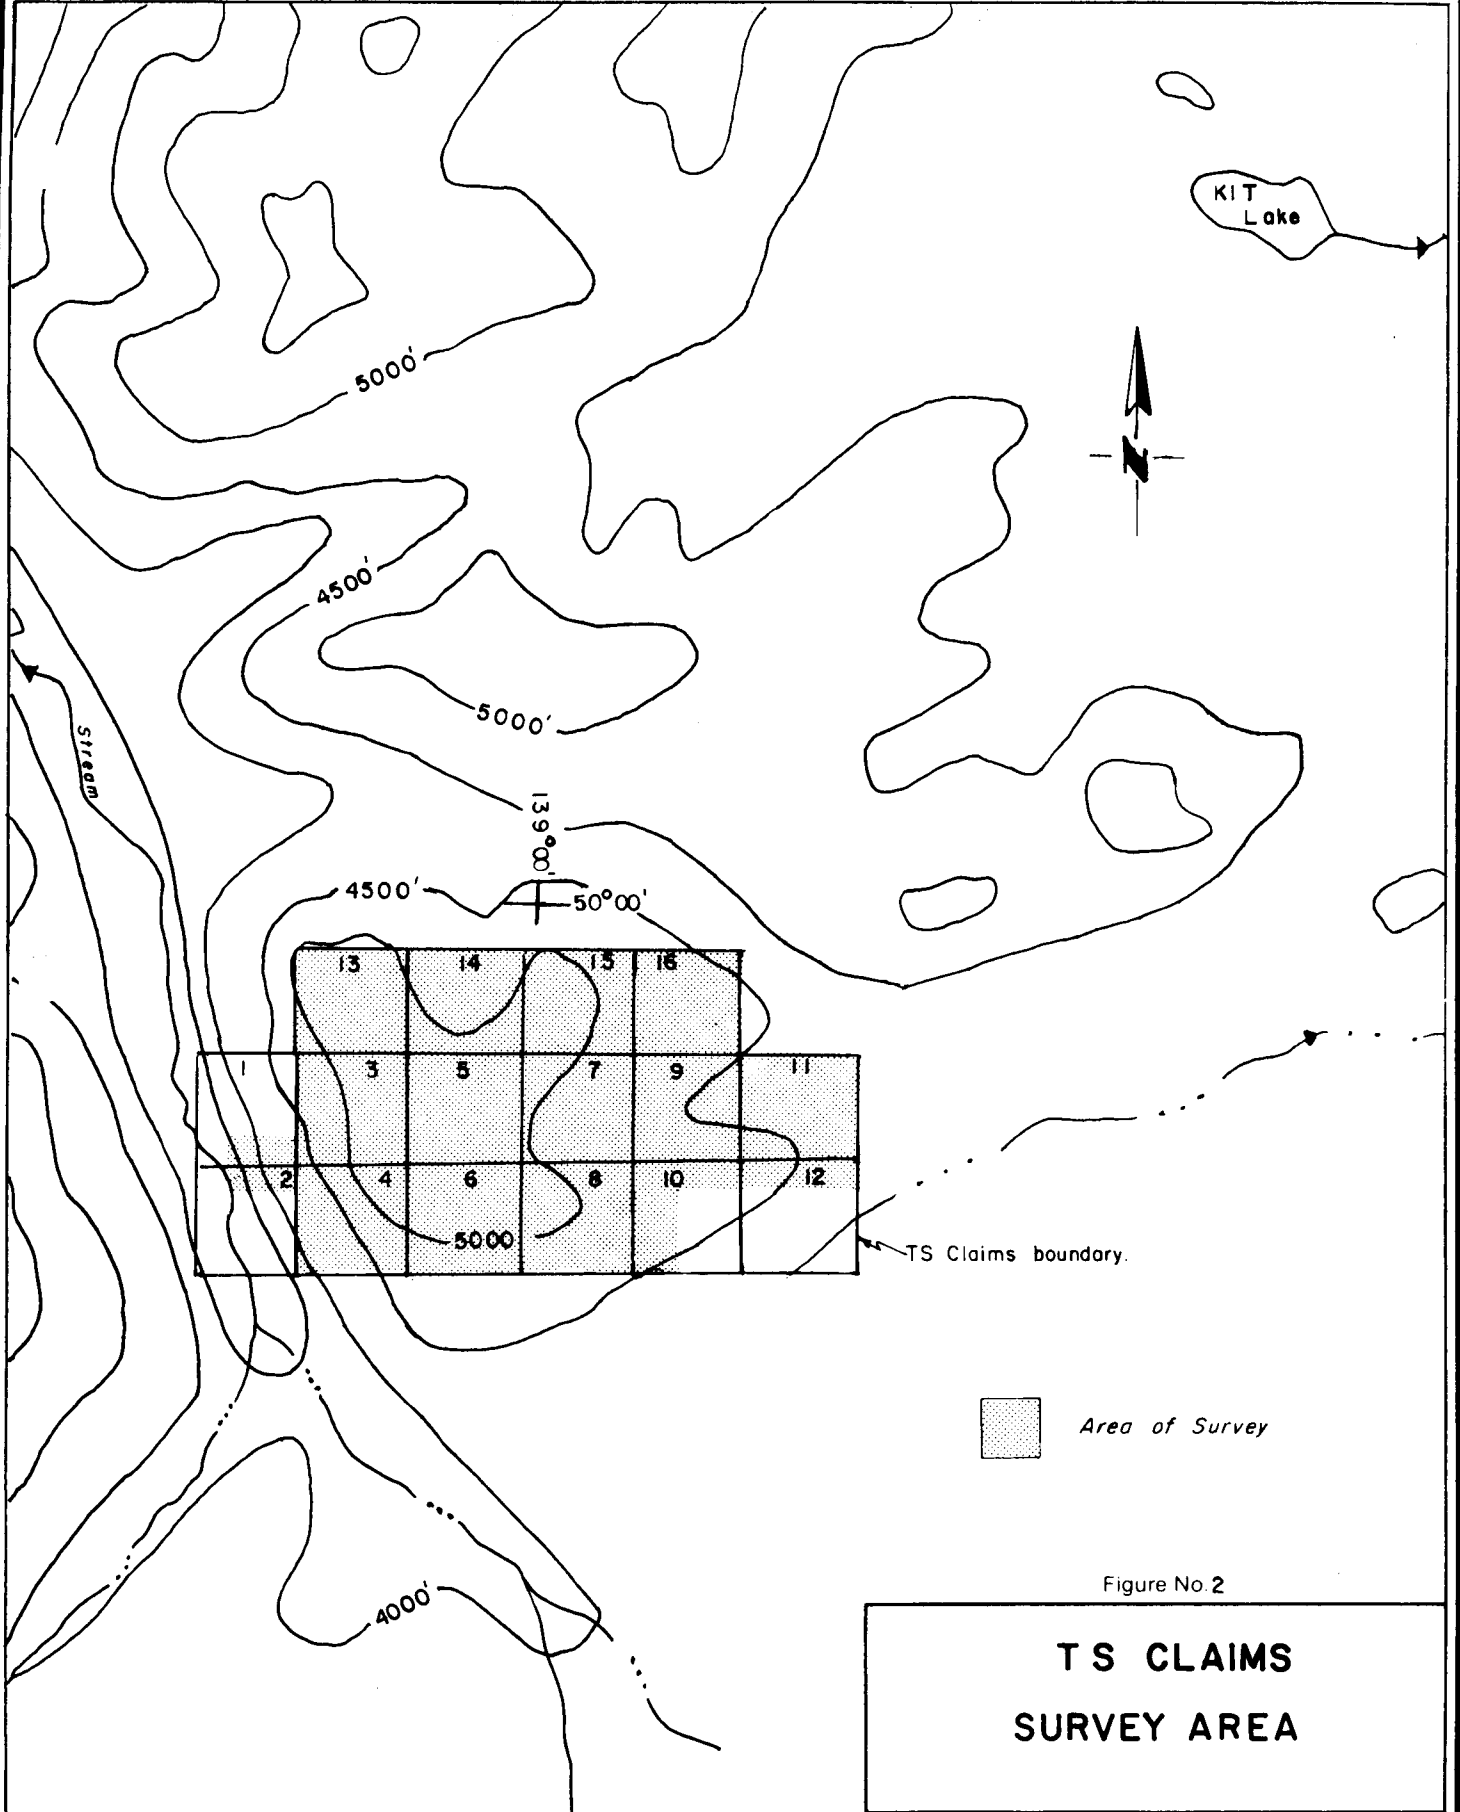 KIT
Lake
N
5000'
4500'
5000'
Stream
139°00'
4500'
50°00'
13 14 15 16
1 3 5 7 9 11
2 4 6 8 10 12
5000
TS Claims boundary.
Area of Survey
4000'
Figure No. 2
TS CLAIMS
SURVEY AREA